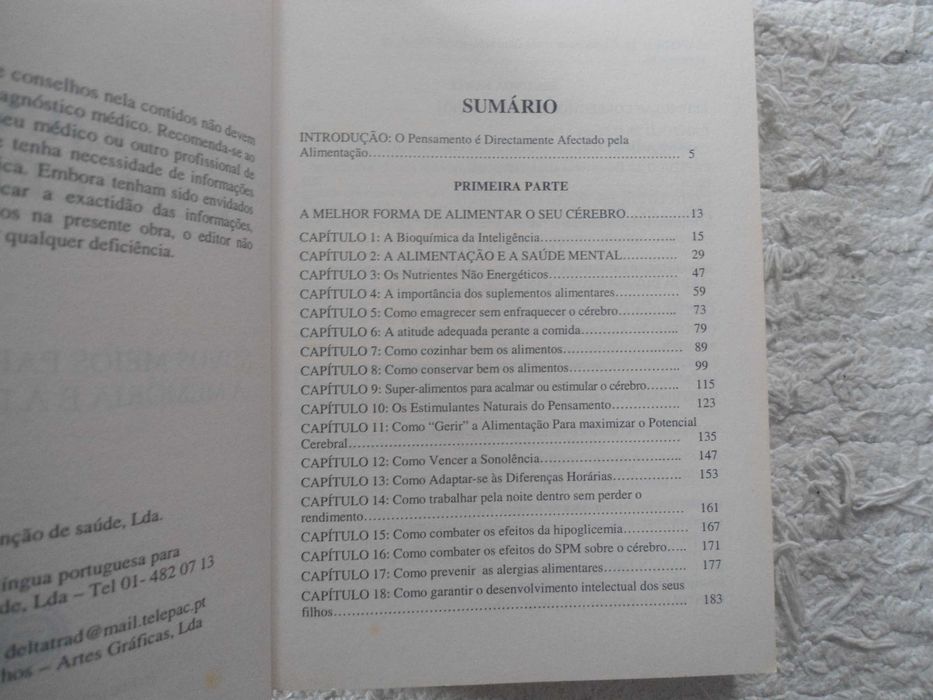 e conselhos nela contidos não devem
agnóstico médico. Recomenda-se ao
seu médico ou outro profissional de
e tenha necessidade de informações
ica. Embora tenham sido envidados
icar a exactidão das informações,
os na presente obra, o editor não
qualquer deficiência.
nção de saúde, Lda.
íngua portuguesa para
de, Lda – Tel 01- 482 07 13
deltatrad@mail.telepac.pt
hos – Artes Gráficas, Lda
SUMÁRIO
INTRODUÇÃO: O Pensamento é Directamente Afectado pela
Alimentação.......... 5
PRIMEIRA PARTE
A MELHOR FORMA DE ALIMENTAR O SEU CÉREBRO..........13
CAPÍTULO 1: A Bioquímica da Inteligência.......... 15
CAPÍTULO 2: A ALIMENTAÇÃO E A SAÚDE MENTAL.......... 29
CAPÍTULO 3: Os Nutrientes Não Energéticos.......... 47
CAPÍTULO 4: A importância dos suplementos alimentares.......... 59
CAPÍTULO 5: Como emagrecer sem enfraquecer o cérebro.......... 73
CAPÍTULO 6: A atitude adequada perante a comida.......... 79
CAPÍTULO 7: Como cozinhar bem os alimentos.......... 89
CAPÍTULO 8: Como conservar bem os alimentos.......... 99
CAPÍTULO 9: Super-alimentos para acalmar ou estimular o cérebro........ 115
CAPÍTULO 10: Os Estimulantes Naturais do Pensamento.......... 123
CAPÍTULO 11: Como “Gerir” a Alimentação Para maximizar o Potencial
Cerebral.......... 135
CAPÍTULO 12: Como Vencer a Sonolência.......... 147
CAPÍTULO 13: Como Adaptar-se às Diferenças Horárias.......... 153
CAPÍTULO 14: Como trabalhar pela noite dentro sem perder o
rendimento.......... 161
CAPÍTULO 15: Como combater os efeitos da hipoglicemia.......... 167
CAPÍTULO 16: Como combater os efeitos do SPM sobre o cérebro..... 171
CAPÍTULO 17: Como prevenir as alergias alimentares.......... 177
CAPÍTULO 18: Como garantir o desenvolvimento intelectual dos seus
filhos.......... 183